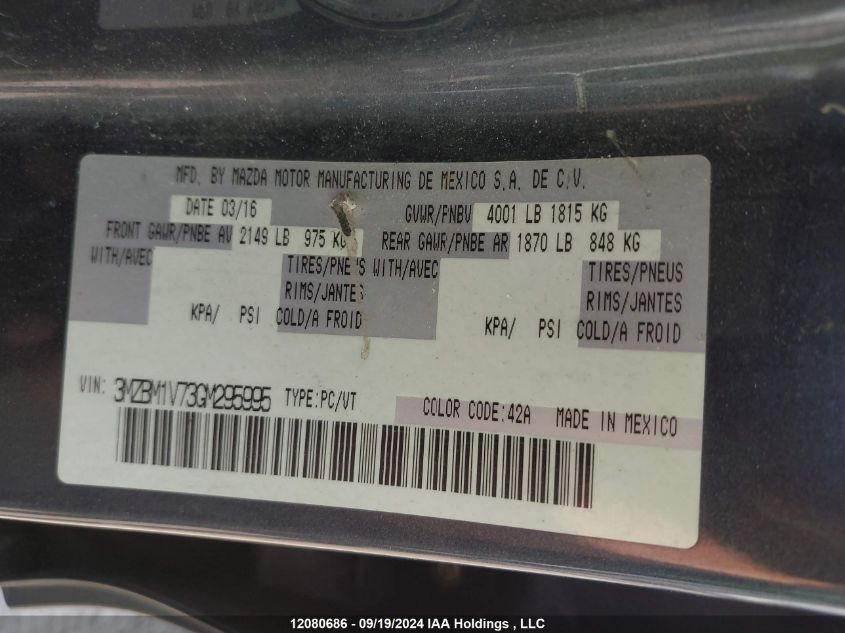 MFD. BY MAZDA MOTOR MANUFACTURING DE MEXICO S.A. DE C.V.
DATE 03/16 GVWR/PNBV 4001 LB 1815 KG
FRONT GAWR/PNBE AV 2149 LB 975 KG REAR GAWR/PNBE AR 1870 LB 848 KG
WITH/AVEC TIRES/PNEUS WITH/AVEC TIRES/PNEUS
RIMS/JANTES RIMS/JANTES
KPA/ PSI COLD/A FROID KPA/ PSI COLD/A FROID
VIN: 3MZBM1V73GM295995 TYPE:PC/VT COLOR CODE:42A MADE IN MEXICO
12080686 - 09/19/2024 IAA Holdings , LLC